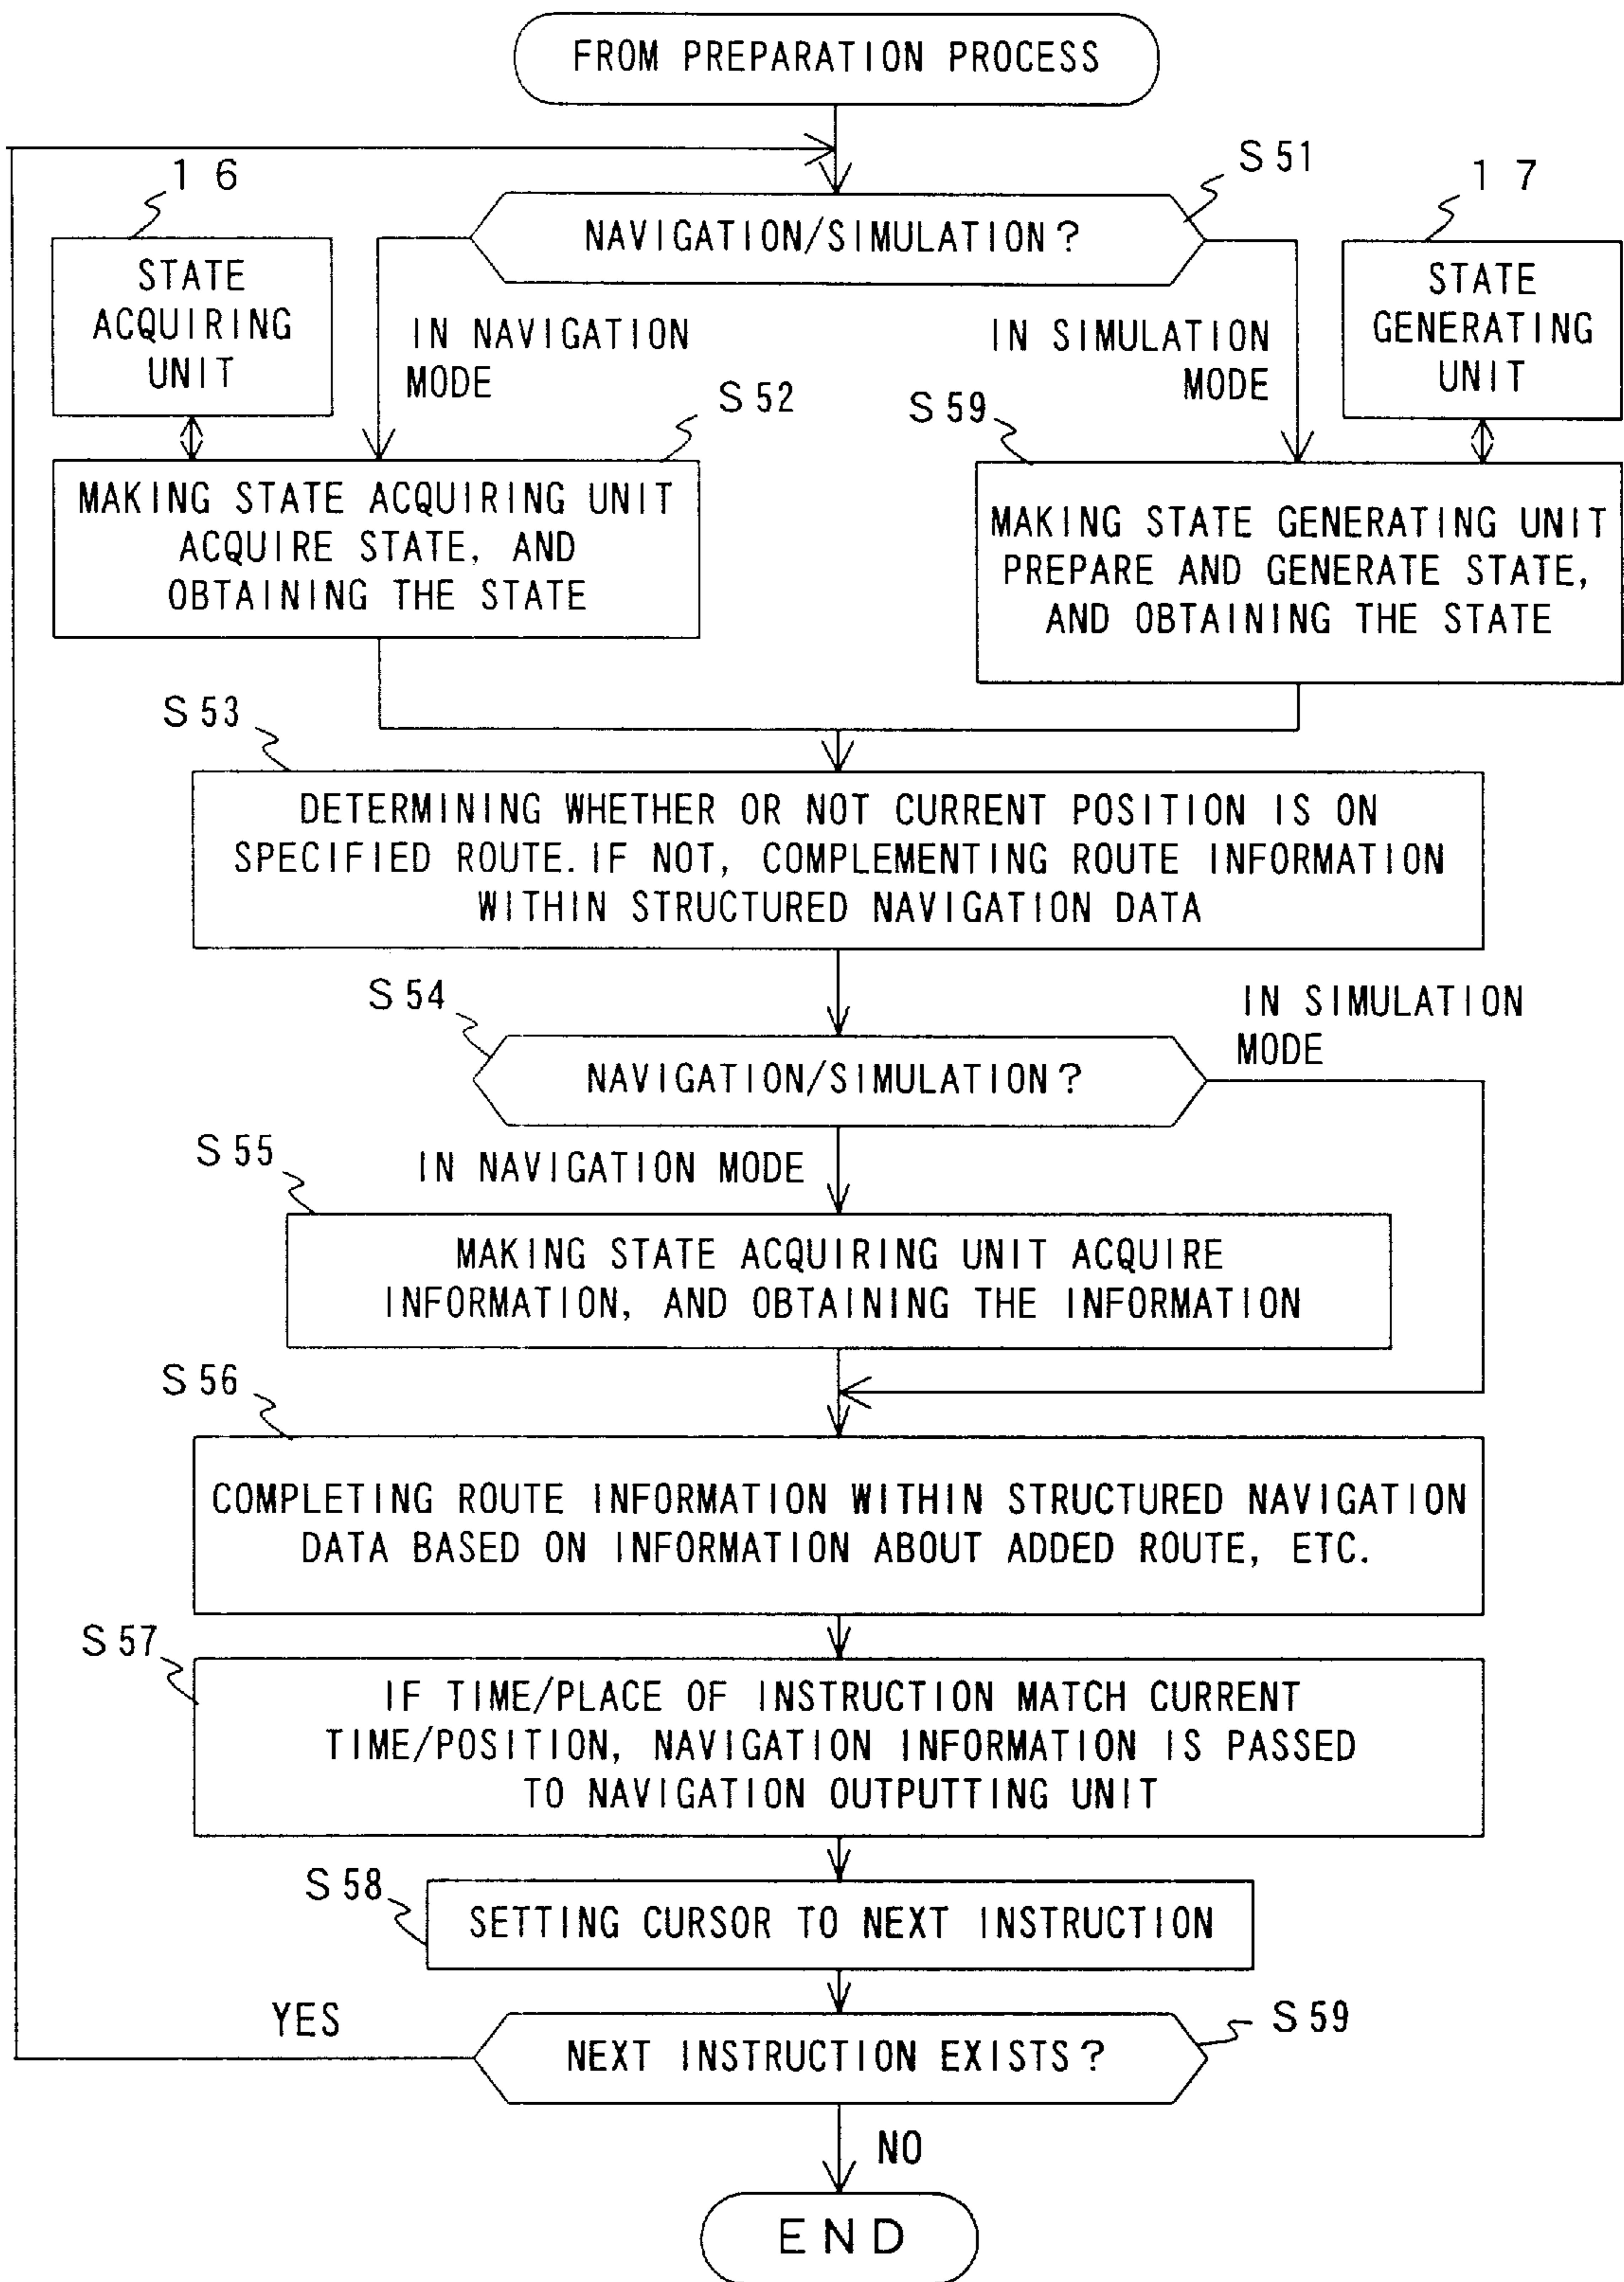 FROM PREPARATION PROCESS
16
S51
17
NAVIGATION/SIMULATION?
STATE
ACQUIRING
UNIT
STATE
GENERATING
UNIT
IN NAVIGATION
MODE
IN SIMULATION
MODE
S52
S59
MAKING STATE ACQUIRING UNIT
ACQUIRE STATE, AND
OBTAINING THE STATE
MAKING STATE GENERATING UNIT
PREPARE AND GENERATE STATE,
AND OBTAINING THE STATE
S53
DETERMINING WHETHER OR NOT CURRENT POSITION IS ON
SPECIFIED ROUTE. IF NOT, COMPLEMENTING ROUTE INFORMATION
WITHIN STRUCTURED NAVIGATION DATA
S54
IN SIMULATION
MODE
NAVIGATION/SIMULATION?
S55
IN NAVIGATION MODE
MAKING STATE ACQUIRING UNIT ACQUIRE
INFORMATION, AND OBTAINING THE INFORMATION
S56
COMPLETING ROUTE INFORMATION WITHIN STRUCTURED NAVIGATION
DATA BASED ON INFORMATION ABOUT ADDED ROUTE, ETC.
S57
IF TIME/PLACE OF INSTRUCTION MATCH CURRENT
TIME/POSITION, NAVIGATION INFORMATION IS PASSED
TO NAVIGATION OUTPUTTING UNIT
S58
SETTING CURSOR TO NEXT INSTRUCTION
YES
S59
NEXT INSTRUCTION EXISTS?
NO
END